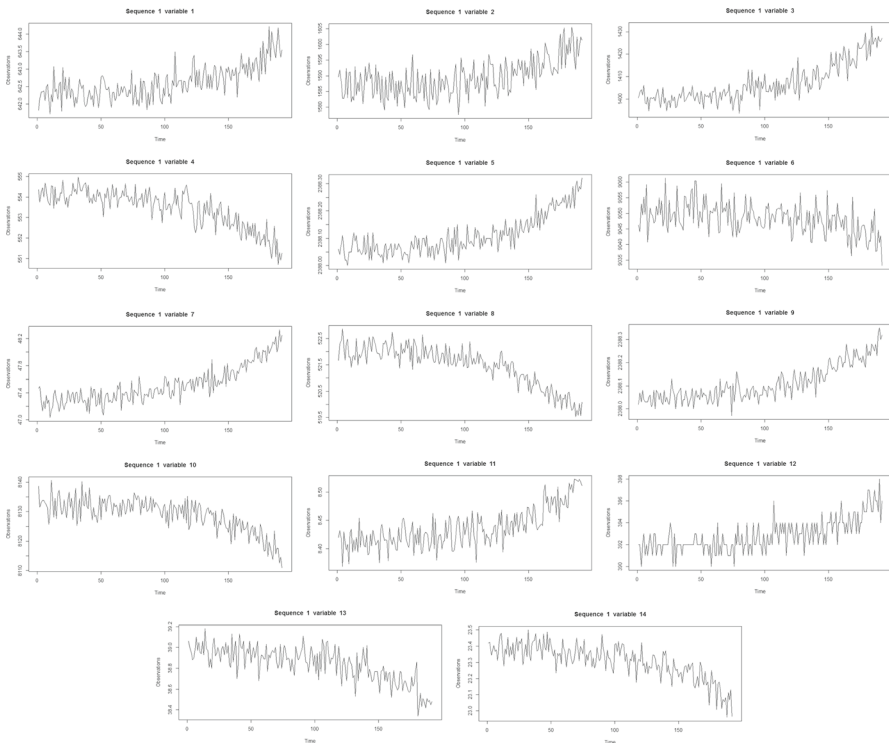 Sequence 1 variable 1
Observations
642.0 642.5 643.0 643.5 644.0
0 50 100 150
Time
Sequence 1 variable 2
Observations
1580 1585 1590 1595 1600 1605
0 50 100 150
Time
Sequence 1 variable 3
Observations
1400 1410 1420 1430
0 50 100 150
Time
Sequence 1 variable 4
Observations
551 552 553 554 555
0 50 100 150
Time
Sequence 1 variable 5
Observations
2388.00 2388.10 2388.20 2388.30
0 50 100 150
Time
Sequence 1 variable 6
Observations
0 50 100 150
Time
Sequence 1 variable 7
Observations
47.0 47.4 47.8 48.2
0 50 100 150
Time
Sequence 1 variable 8
Observations
519.5 520.5 521.5 522.5
0 50 100 150
Time
Sequence 1 variable 9
Observations
2388.0 2388.1 2388.2 2388.3
0 50 100 150
Time
Sequence 1 variable 10
Observations
8110 8120 8130 8140
0 50 100 150
Time
Sequence 1 variable 11
Observations
8.40 8.45 8.50
0 50 100 150
Time
Sequence 1 variable 12
Observations
390 392 394 396 398
0 50 100 150
Time
Sequence 1 variable 13
Observations
38.4 38.6 38.8 39.0 39.2
0 50 100 150
Time
Sequence 1 variable 14
Observations
23.0 23.1 23.2 23.3 23.4 23.5
0 50 100 150
Time